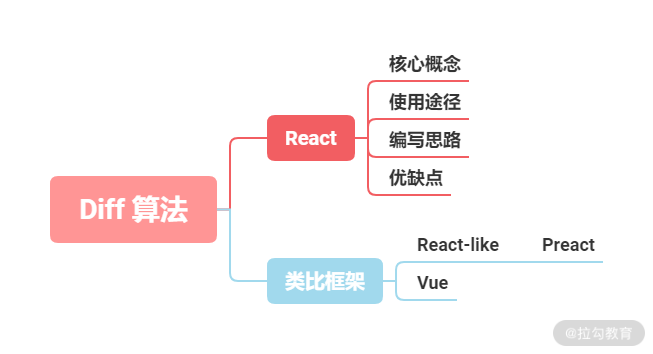 核心概念
使用途径
React
编写思路
优缺点
Diff 算法
React-like Preact
类比框架
Vue
@拉勾教育